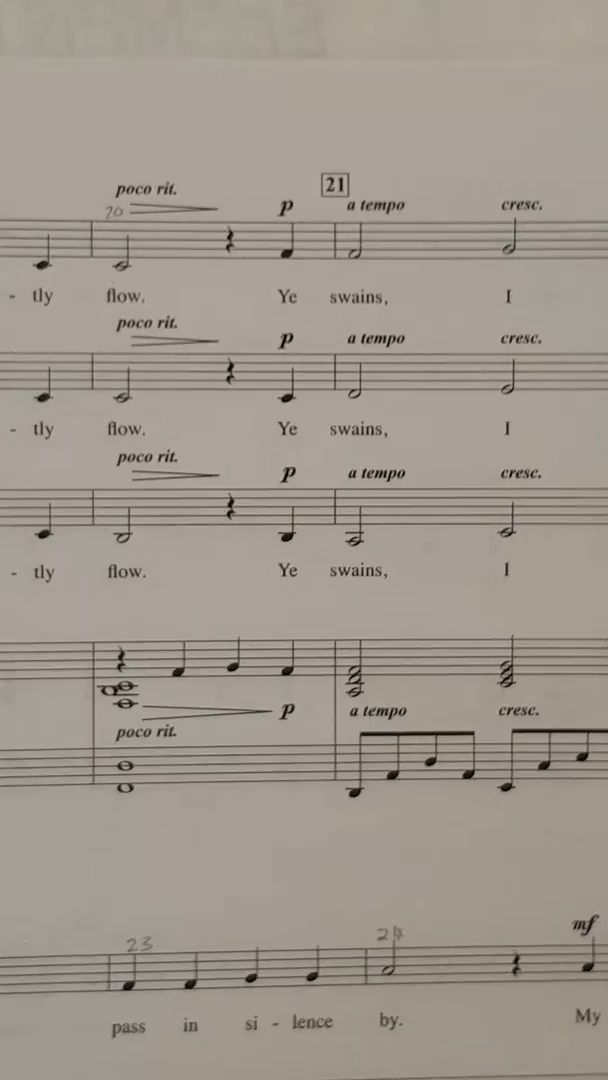 21
poco rit. a tempo cresc.
20 p
- tly flow. Ye swains, I
poco rit.
p a tempo cresc.
- tly flow. Ye swains, I
poco rit.
p a tempo cresc.
- tly flow. Ye swains, I
p a tempo cresc.
poco rit.
mf
23 24
pass in si - lence by. My